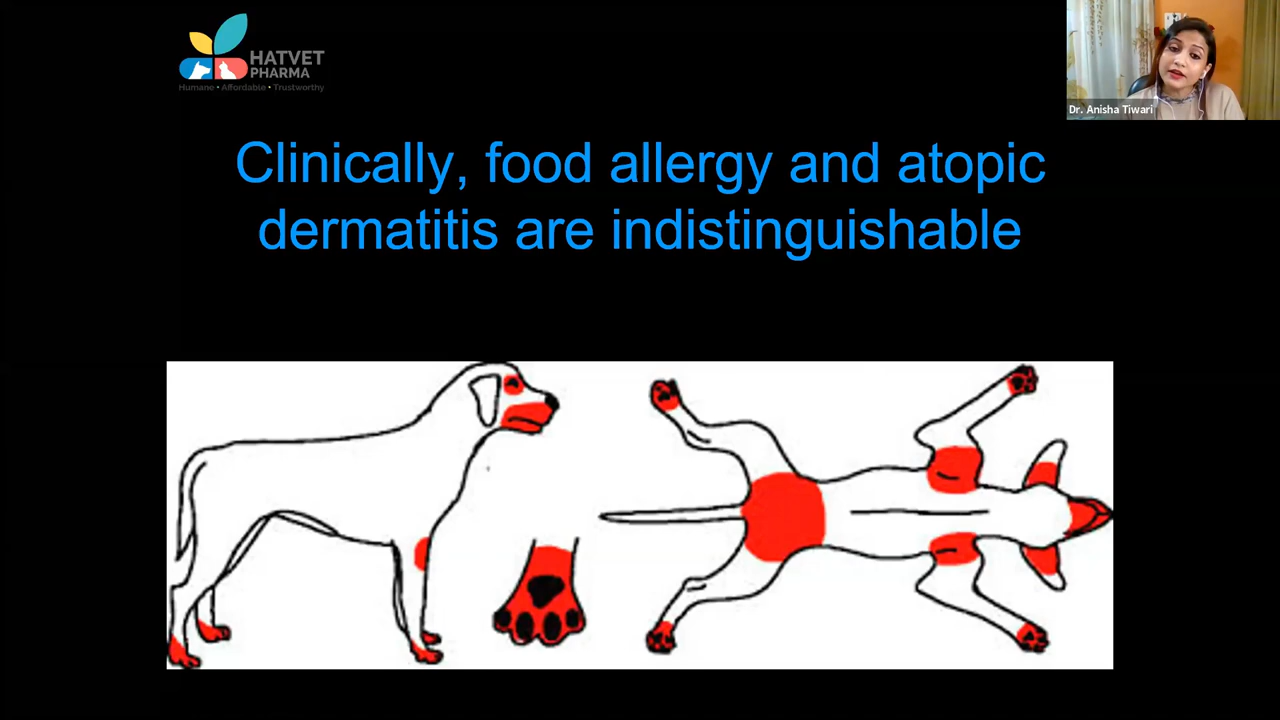 HATVET
PHARMA
Humane • Affordable • Trustworthy
Dr. Anisha Tiwari
Clinically, food allergy and atopic
dermatitis are indistinguishable